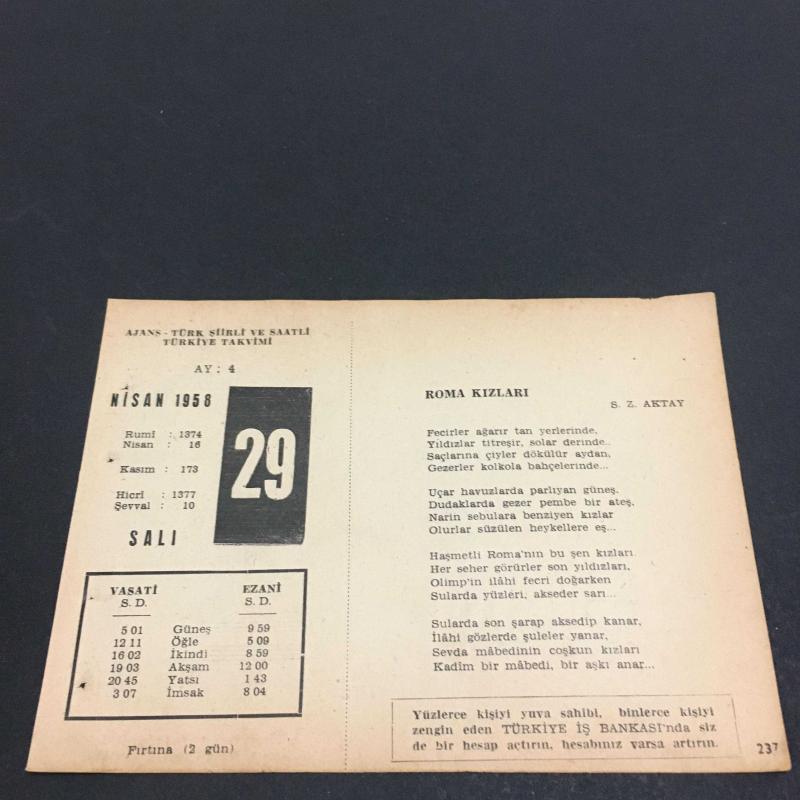 AJANS - TÜRK ŞİİRLİ VE SAATLİ
TÜRKİYE TAKVİMİ
AY : 4
NİSAN 1958
29
Rumî : 1374
Nisan : 16
Kasım : 173
Hicrî : 1377
Şevval : 10
SALI
VASATİ EZANİ
S. D. S. D.
5 01 Güneş 9 59
12 11 Öğle 5 09
16 02 İkindi 8 59
19 03 Akşam 12 00
20 45 Yatsı 1 43
3 07 İmsak 8 04
Fırtına (2 gün)
ROMA KIZLARI
S. Z. AKTAY
Fecirler ağarır tan yerlerinde,
Yıldızlar titreşir, solar derinde..
Saçlarına çiyler dökülür aydan,
Gezerler kolkola bahçelerinde...
Uçar havuzlarda parlıyan güneş,
Dudaklarda gezer pembe bir ateş,
Narin sebulara benziyen kızlar
Olurlar süzülen heykellere eş...
Haşmetli Roma'nın bu şen kızları
Her seher görürler son yıldızları,
Olimp'in ilâhi fecri doğarken
Sularda yüzleri, akseder sarı...
Sularda son şarap aksedip kanar,
İlâhi gözlerde şuleler yanar,
Sevda mâbedinin coşkun kızları
Kadîm bir mâbedi, bir aşkı anar...
Yüzlerce kişiyi yuva sahibi, binlerce kişiyi
zengin eden TÜRKİYE İŞ BANKASI'nda siz
de bir hesap açtırın, hesabınız varsa artırın.
237